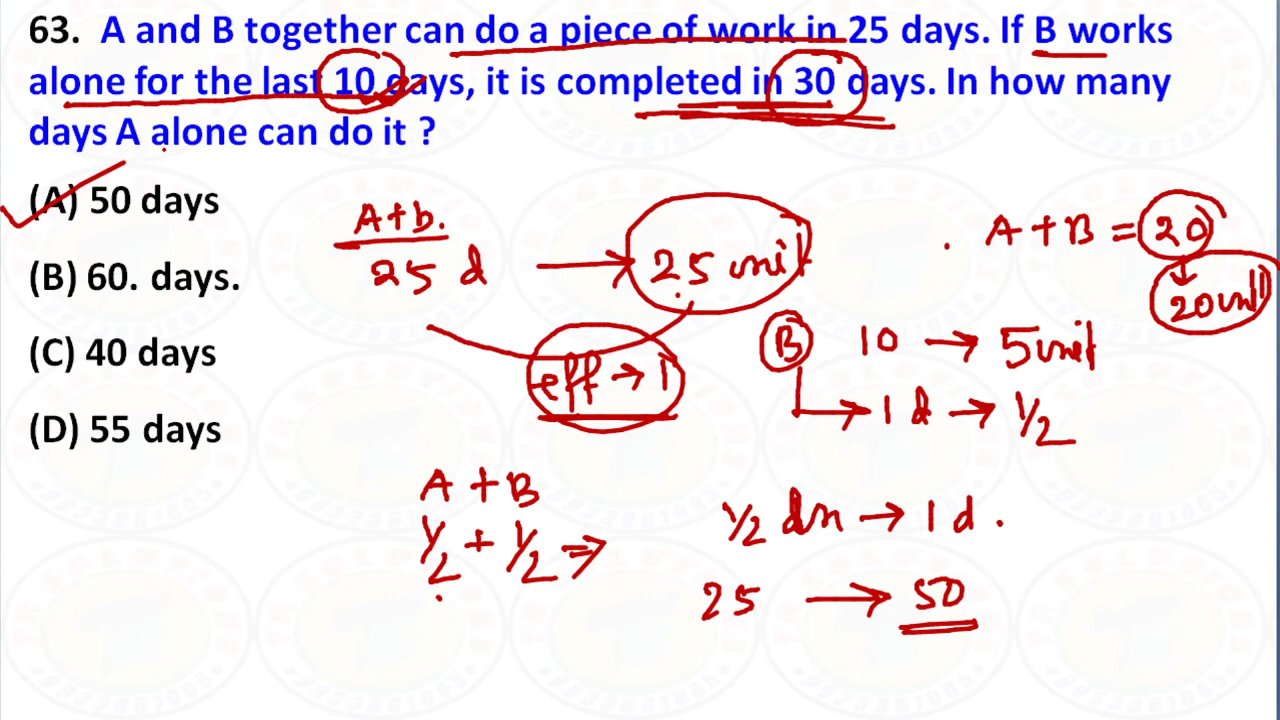 63. A and B together can do a piece of work in 25 days. If B works
alone for the last 10 days, it is completed in 30 days. In how many
days A alone can do it ?
(A) 50 days
(B) 60. days.
(C) 40 days
(D) 55 days
A+b.
25 d → 25 unit
eff → 1
. A + B = 20
20 unit
B 10 → 5 unit
→ 1 d → 1/2
A + B
1/2 + 1/2 ⇒
1/2 → 1 d .
25 → 50